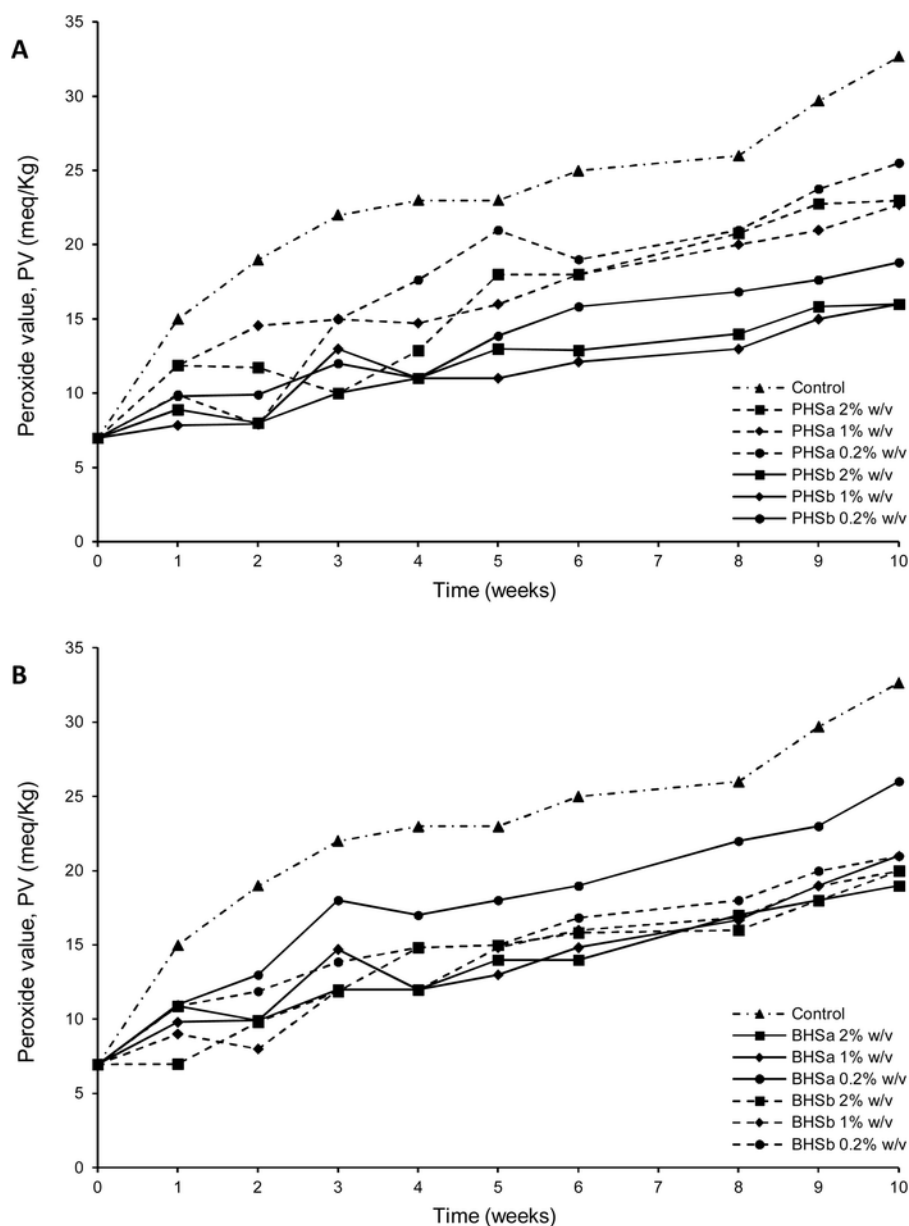 A
35
30
25
20
15
10
5
0
Peroxide value, PV (meq/Kg)
0 1 2 3 4 5 6 7 8 9 10
Time (weeks)
Control
PHSa 2% w/v
PHSa 1% w/v
PHSa 0.2% w/v
PHSb 2% w/v
PHSb 1% w/v
PHSb 0.2% w/v
B
35
30
25
20
15
10
5
0
Peroxide value, PV (meq/Kg)
0 1 2 3 4 5 6 7 8 9 10
Time (weeks)
Control
BHSa 2% w/v
BHSa 1% w/v
BHSa 0.2% w/v
BHSb 2% w/v
BHSb 1% w/v
BHSb 0.2% w/v